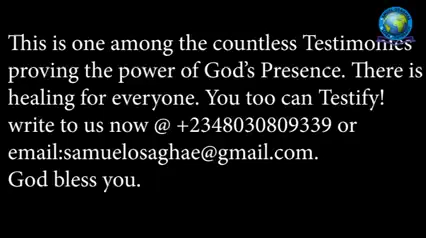 This is one among the countless Testimonies
proving the power of God's Presence. There is
healing for everyone. You too can Testify!
write to us now @ +2348030809339 or
email:samuelosaghae@gmail.com.
God bless you.